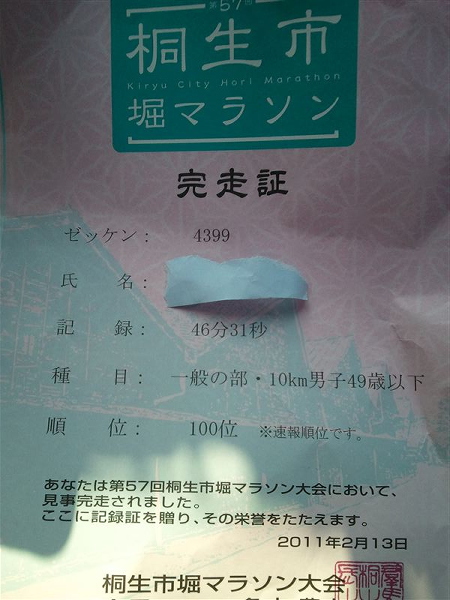 第57回
桐生市
Kiryu City Hori Marathon
堀マラソン
完走証
ゼッケン： 4399
氏 名：
記 録： 46分31秒
種 目： 一般の部・10km男子49歳以下
順 位： 100位 ※速報順位です。
あなたは第57回桐生市堀マラソン大会において、
見事完走されました。
ここに記録証を贈り、その栄誉をたたえます。
2011年2月13日
桐生市堀マラソン大会